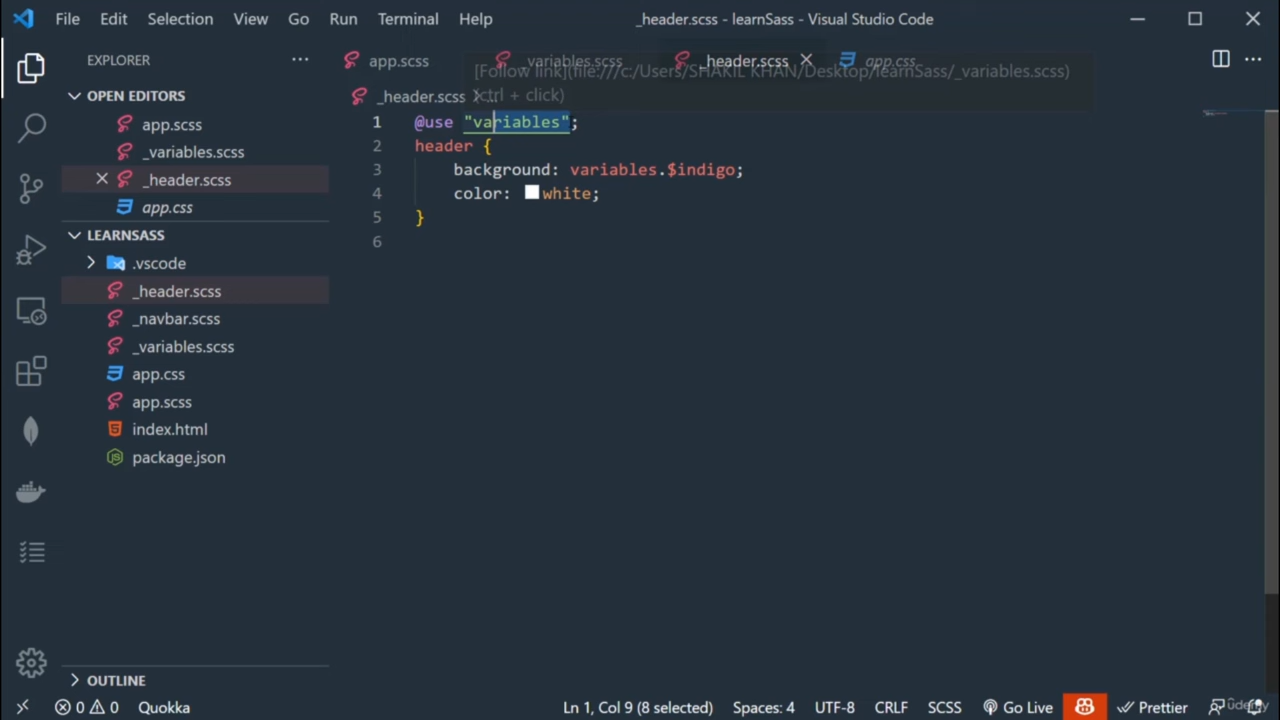 File Edit Selection View Go Run Terminal Help _header.scss - learnSass - Visual Studio Code
EXPLORER
app.scss _variables.scss _header.scss app.css
[Follow link](file:///c:/Users/SHAKIL KHAN/Desktop/learnSass/_variables.scss)
(ctrl + click)
OPEN EDITORS
app.scss
_variables.scss
_header.scss
app.css
LEARNSASS
.vscode
_header.scss
_navbar.scss
_variables.scss
app.css
app.scss
index.html
package.json
OUTLINE
_header.scss > ...
1 @use "variables";
2 header {
3 background: variables.$indigo;
4 color: white;
5 }
6
0 0 Quokka Ln 1, Col 9 (8 selected) Spaces: 4 UTF-8 CRLF SCSS Go Live Prettier
udemy